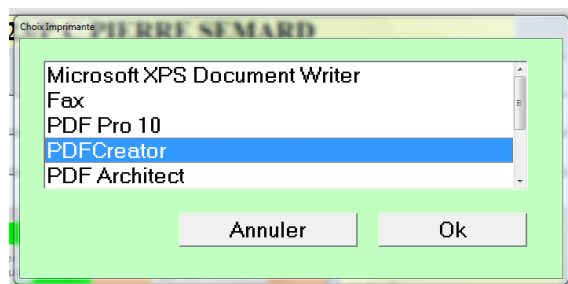 Choix Imprimante
PIERRE SEMARD
Microsoft XPS Document Writer
Fax
PDF Pro 10
PDFCreator
PDF Architect
Annuler
Ok